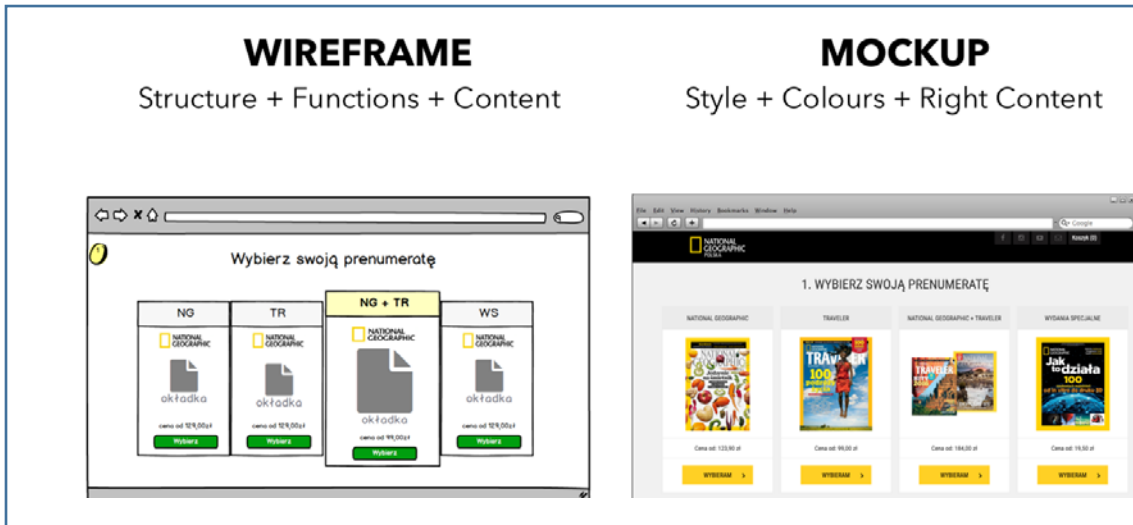 WIREFRAME
Structure + Functions + Content
Wybierz swoją prenumeratę
NG
NATIONAL
GEOGRAPHIC
okładka
cena od 129,00zł
Wybierz
TR
NATIONAL
GEOGRAPHIC
okładka
cena od 129,00zł
Wybierz
NG + TR
NATIONAL
GEOGRAPHIC
okładka
cena od 99,00zł
Wybierz
WS
NATIONAL
GEOGRAPHIC
okładka
cena od 129,00zł
Wybierz
MOCKUP
Style + Colours + Right Content
File Edit View History Bookmarks Window Help
Google
NATIONAL
GEOGRAPHIC
POLSKA
Koszyk (0)
1. WYBIERZ SWOJĄ PRENUMERATĘ
NATIONAL GEOGRAPHIC
Cena od: 123,90 zł
WYBIERAM
TRAVELER
TRAVELER
100
Cena od: 99,00 zł
WYBIERAM
NATIONAL GEOGRAPHIC + TRAVELER
TRAVELER
Cena od: 184,00 zł
WYBIERAM
WYDANIA SPECJALNE
Jak
to działa
100
Cena od: 19,50 zł
WYBIERAM